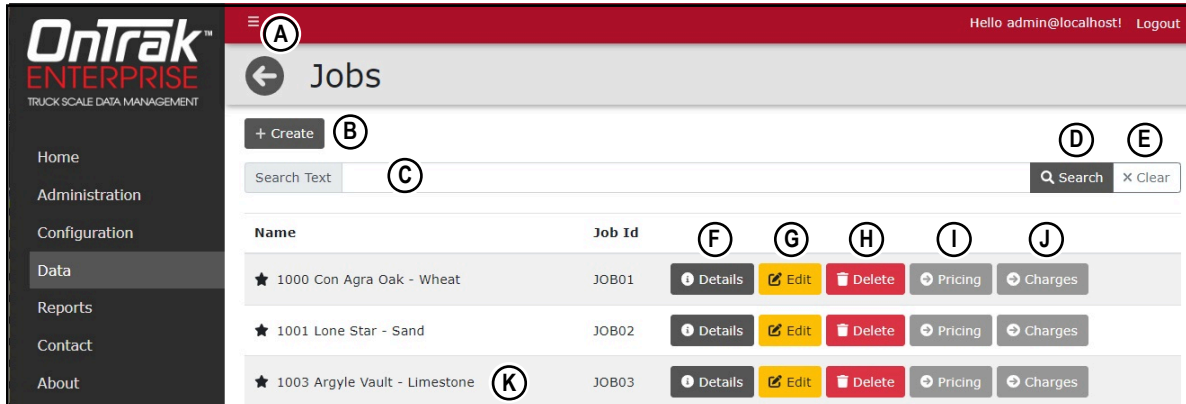 OnTrak™
ENTERPRISE
TRUCK SCALE DATA MANAGEMENT
Home
Administration
Configuration
Data
Reports
Contact
About
A
Hello admin@localhost! Logout
Jobs
+ Create B
D E
Search Text C Search × Clear
Name Job Id F G H I J
1000 Con Agra Oak - Wheat JOB01 Details Edit Delete Pricing Charges
1001 Lone Star - Sand JOB02 Details Edit Delete Pricing Charges
1003 Argyle Vault - Limestone K JOB03 Details Edit Delete Pricing Charges